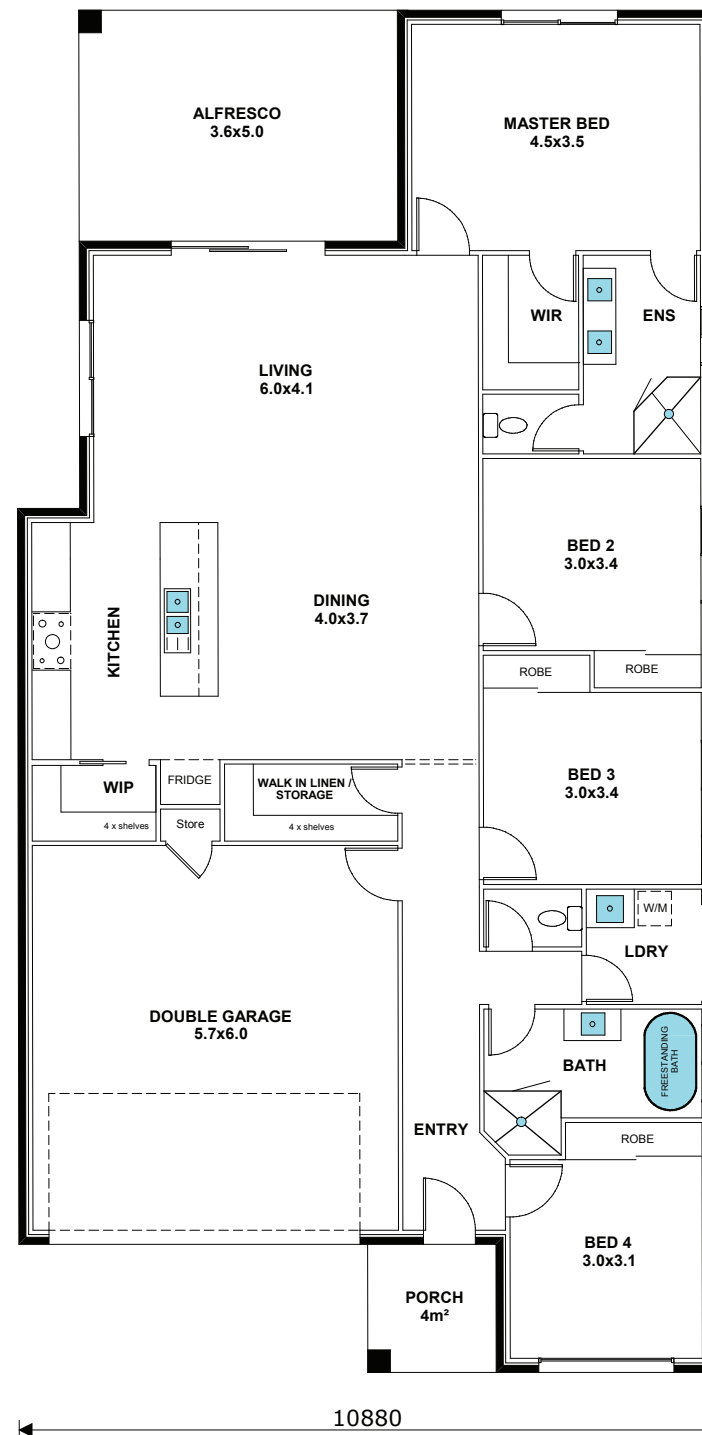 ALFRESCO
3.6x5.0
MASTER BED
4.5x3.5
WIR
ENS
LIVING
6.0x4.1
BED 2
3.0x3.4
DINING
4.0x3.7
KITCHEN
ROBE
ROBE
WIP
4 x shelves
FRIDGE
Store
WALK IN LINEN /
STORAGE
4 x shelves
BED 3
3.0x3.4
W/M
LDRY
DOUBLE GARAGE
5.7x6.0
BATH
FREESTANDING
BATH
ENTRY
ROBE
BED 4
3.0x3.1
PORCH
4m²
10880